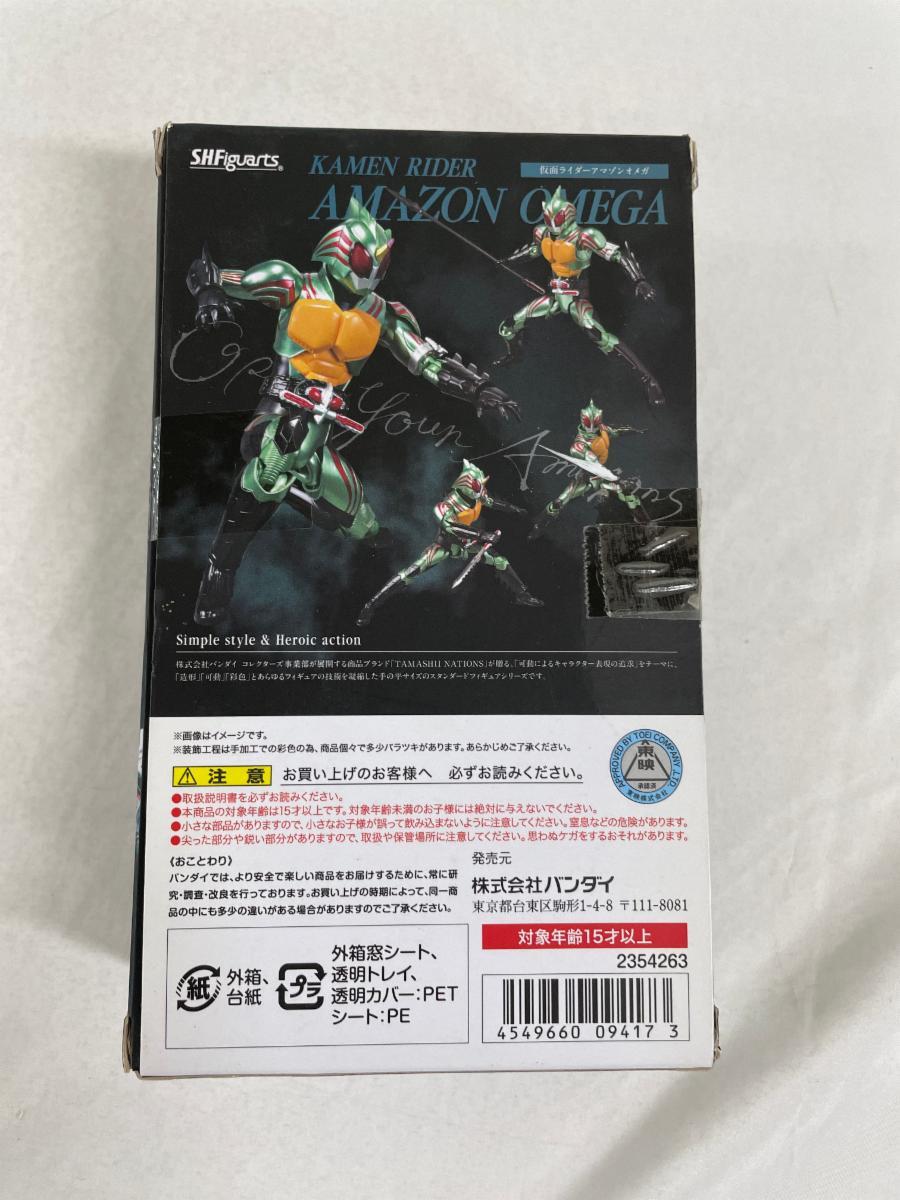 SHFiguarts®
KAMEN RIDER
仮面ライダーアマゾンオメガ
AMAZON OMEGA
Open Your Amazons
Simple style & Heroic action
株式会社バンダイ コレクターズ事業部が展開する商品ブランド「TAMASHII NATIONS」が贈る、「可動によるキャラクター表現の追求」をテーマに、
「造形」「可動」「彩色」とあらゆるフィギュアの技術を凝縮した手の平サイズのスタンダードフィギュアシリーズです。
※画像はイメージです。
※装飾工程は手加工での彩色の為、商品個々で多少バラツキがあります。あらかじめご了承ください。
APPROVED BY TOEI COMPANY, LTD
東映
承認済
東映株式会社
注意 お買い上げのお客様へ 必ずお読みください。
●取扱説明書を必ずお読みください。
●本商品の対象年齢は15才以上です。対象年齢未満のお子様には絶対に与えないでください。
●小さな部品がありますので、小さなお子様が誤って飲み込まないように注意してください。窒息などの危険があります。
●尖った部分や鋭い部分がありますので、取扱や保管場所に注意してください。思わぬケガをするおそれがあります。
《おことわり》
バンダイでは、より安全で楽しい商品をお届けするために、常に研
究・調査・改良を行っております。お買い上げの時期によって、同一商
品の中にも多少の違いがある場合がありますのでご了承ください。
発売元
株式会社バンダイ
東京都台東区駒形1-4-8 〒111-8081
対象年齢15才以上
2354263
紙 外箱、
台紙
プラ 外箱窓シート、
透明トレイ、
透明カバー:PET
シート:PE
4549660 09417 3